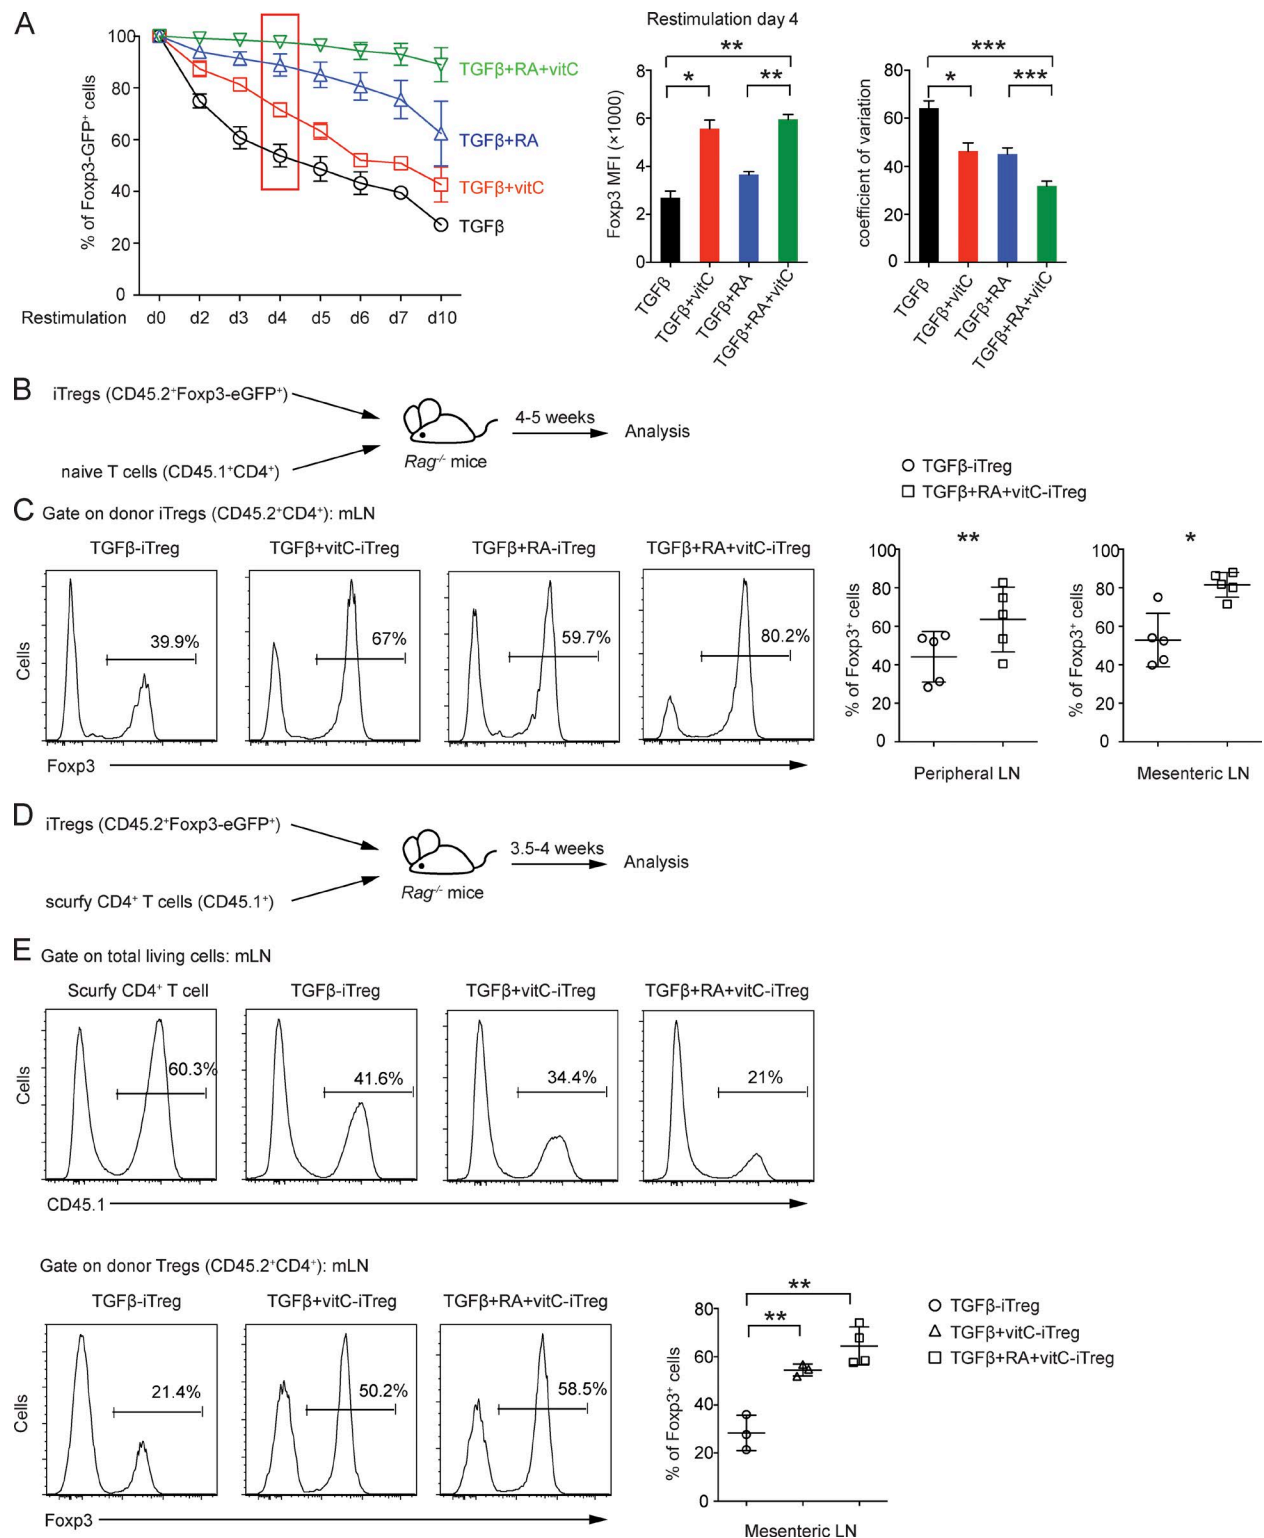 A
% of Foxp3-GFP⁺ cells
100
80
60
40
20
0
TGFβ+RA+vitC
TGFβ+RA
TGFβ+vitC
TGFβ
Restimulation d0 d2 d3 d4 d5 d6 d7 d10
Restimulation day 4
Foxp3 MFI (×1000)
8
6
4
2
0
**
* **
TGFβ TGFβ+vitC TGFβ+RA TGFβ+RA+vitC
coefficient of variation
80
60
40
20
0
***
* ***
TGFβ TGFβ+vitC TGFβ+RA TGFβ+RA+vitC
B
iTregs (CD45.2⁺Foxp3-eGFP⁺)
naive T cells (CD45.1⁺CD4⁺)
Rag⁻/⁻ mice
4-5 weeks
Analysis
C Gate on donor iTregs (CD45.2⁺CD4⁺): mLN
TGFβ-iTreg TGFβ+vitC-iTreg TGFβ+RA-iTreg TGFβ+RA+vitC-iTreg
Cells
39.9% 67% 59.7% 80.2%
Foxp3
TGFβ-iTreg
TGFβ+RA+vitC-iTreg
% of Foxp3⁺ cells
100
80
60
40
20
0
**
Peripheral LN
% of Foxp3⁺ cells
100
80
60
40
20
0
*
Mesenteric LN
D
iTregs (CD45.2⁺Foxp3-eGFP⁺)
scurfy CD4⁺ T cells (CD45.1⁺)
Rag⁻/⁻ mice
3.5-4 weeks
Analysis
E Gate on total living cells: mLN
Scurfy CD4⁺ T cell TGFβ-iTreg TGFβ+vitC-iTreg TGFβ+RA+vitC-iTreg
Cells
60.3% 41.6% 34.4% 21%
CD45.1
Gate on donor Tregs (CD45.2⁺CD4⁺): mLN
TGFβ-iTreg TGFβ+vitC-iTreg TGFβ+RA+vitC-iTreg
Cells
21.4% 50.2% 58.5%
Foxp3
% of Foxp3⁺ cells
80
60
40
20
0
**
**
Mesenteric LN
TGFβ-iTreg
TGFβ+vitC-iTreg
TGFβ+RA+vitC-iTreg